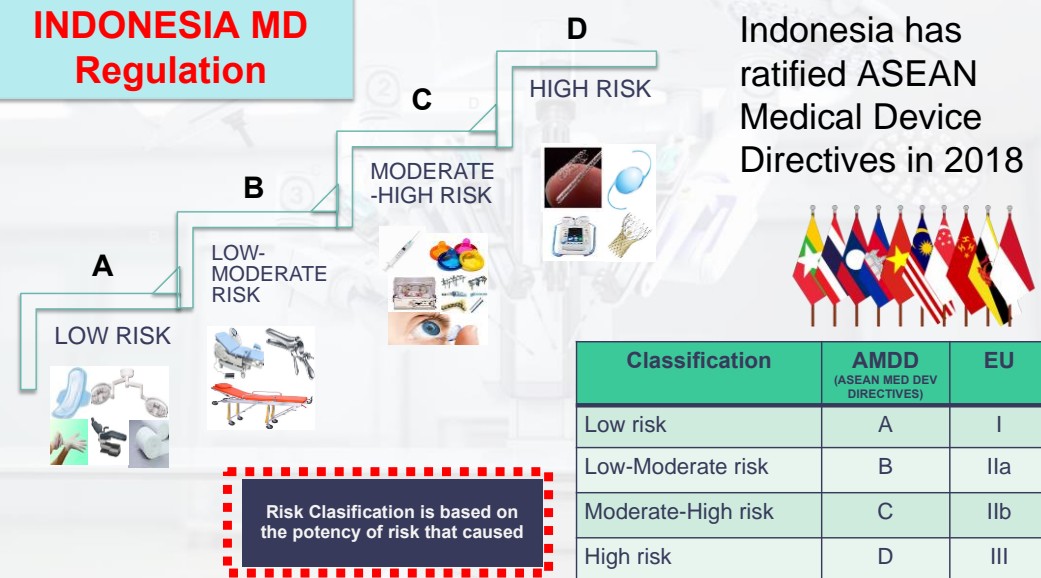 INDONESIA MD
Regulation
D
HIGH RISK
C
MODERATE
-HIGH RISK
B
LOW-
MODERATE
RISK
A
LOW RISK
Indonesia has
ratified ASEAN
Medical Device
Directives in 2018
Risk Clasification is based on
the potency of risk that caused
Classification AMDD EU
(ASEAN MED DEV
DIRECTIVES)
Low risk A I
Low-Moderate risk B IIa
Moderate-High risk C IIb
High risk D III